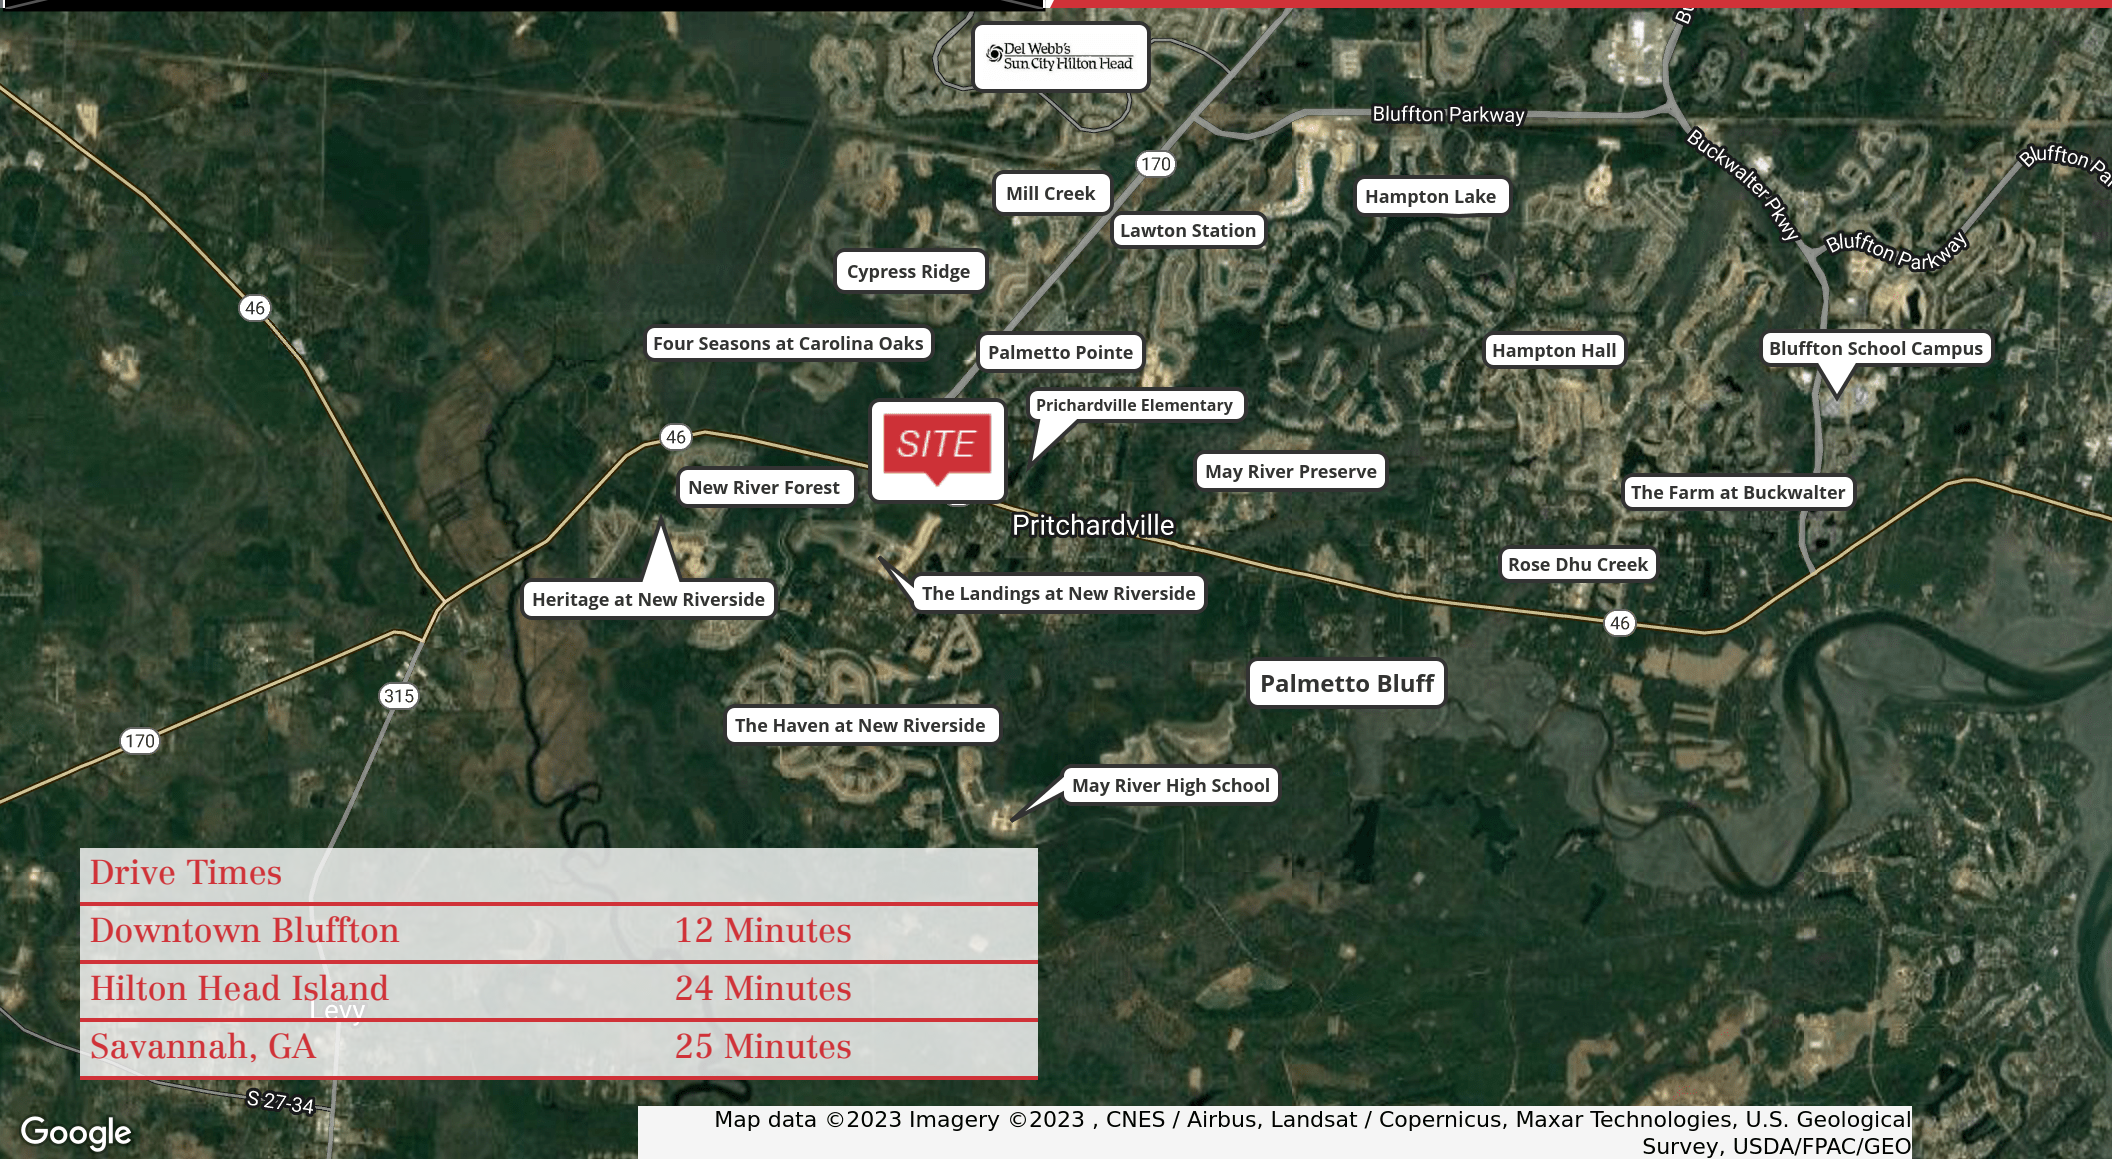 Bu
Del Webb's
Sun City Hilton Head
Bluffton Parkway
Buckwalter Pkwy
Bluffton Par
170
Mill Creek
Hampton Lake
Lawton Station
Bluffton Parkway
Cypress Ridge
46
Four Seasons at Carolina Oaks
Palmetto Pointe
Hampton Hall
Bluffton School Campus
Prichardville Elementary
46
SITE
May River Preserve
New River Forest
The Farm at Buckwalter
Pritchardville
Rose Dhu Creek
Heritage at New Riverside
The Landings at New Riverside
46
Palmetto Bluff
315
The Haven at New Riverside
170
May River High School
Drive Times
Downtown Bluffton 12 Minutes
Hilton Head Island 24 Minutes
Levy
Savannah, GA 25 Minutes
S 27-34
Google
Map data ©2023 Imagery ©2023 , CNES / Airbus, Landsat / Copernicus, Maxar Technologies, U.S. Geological
Survey, USDA/FPAC/GEO